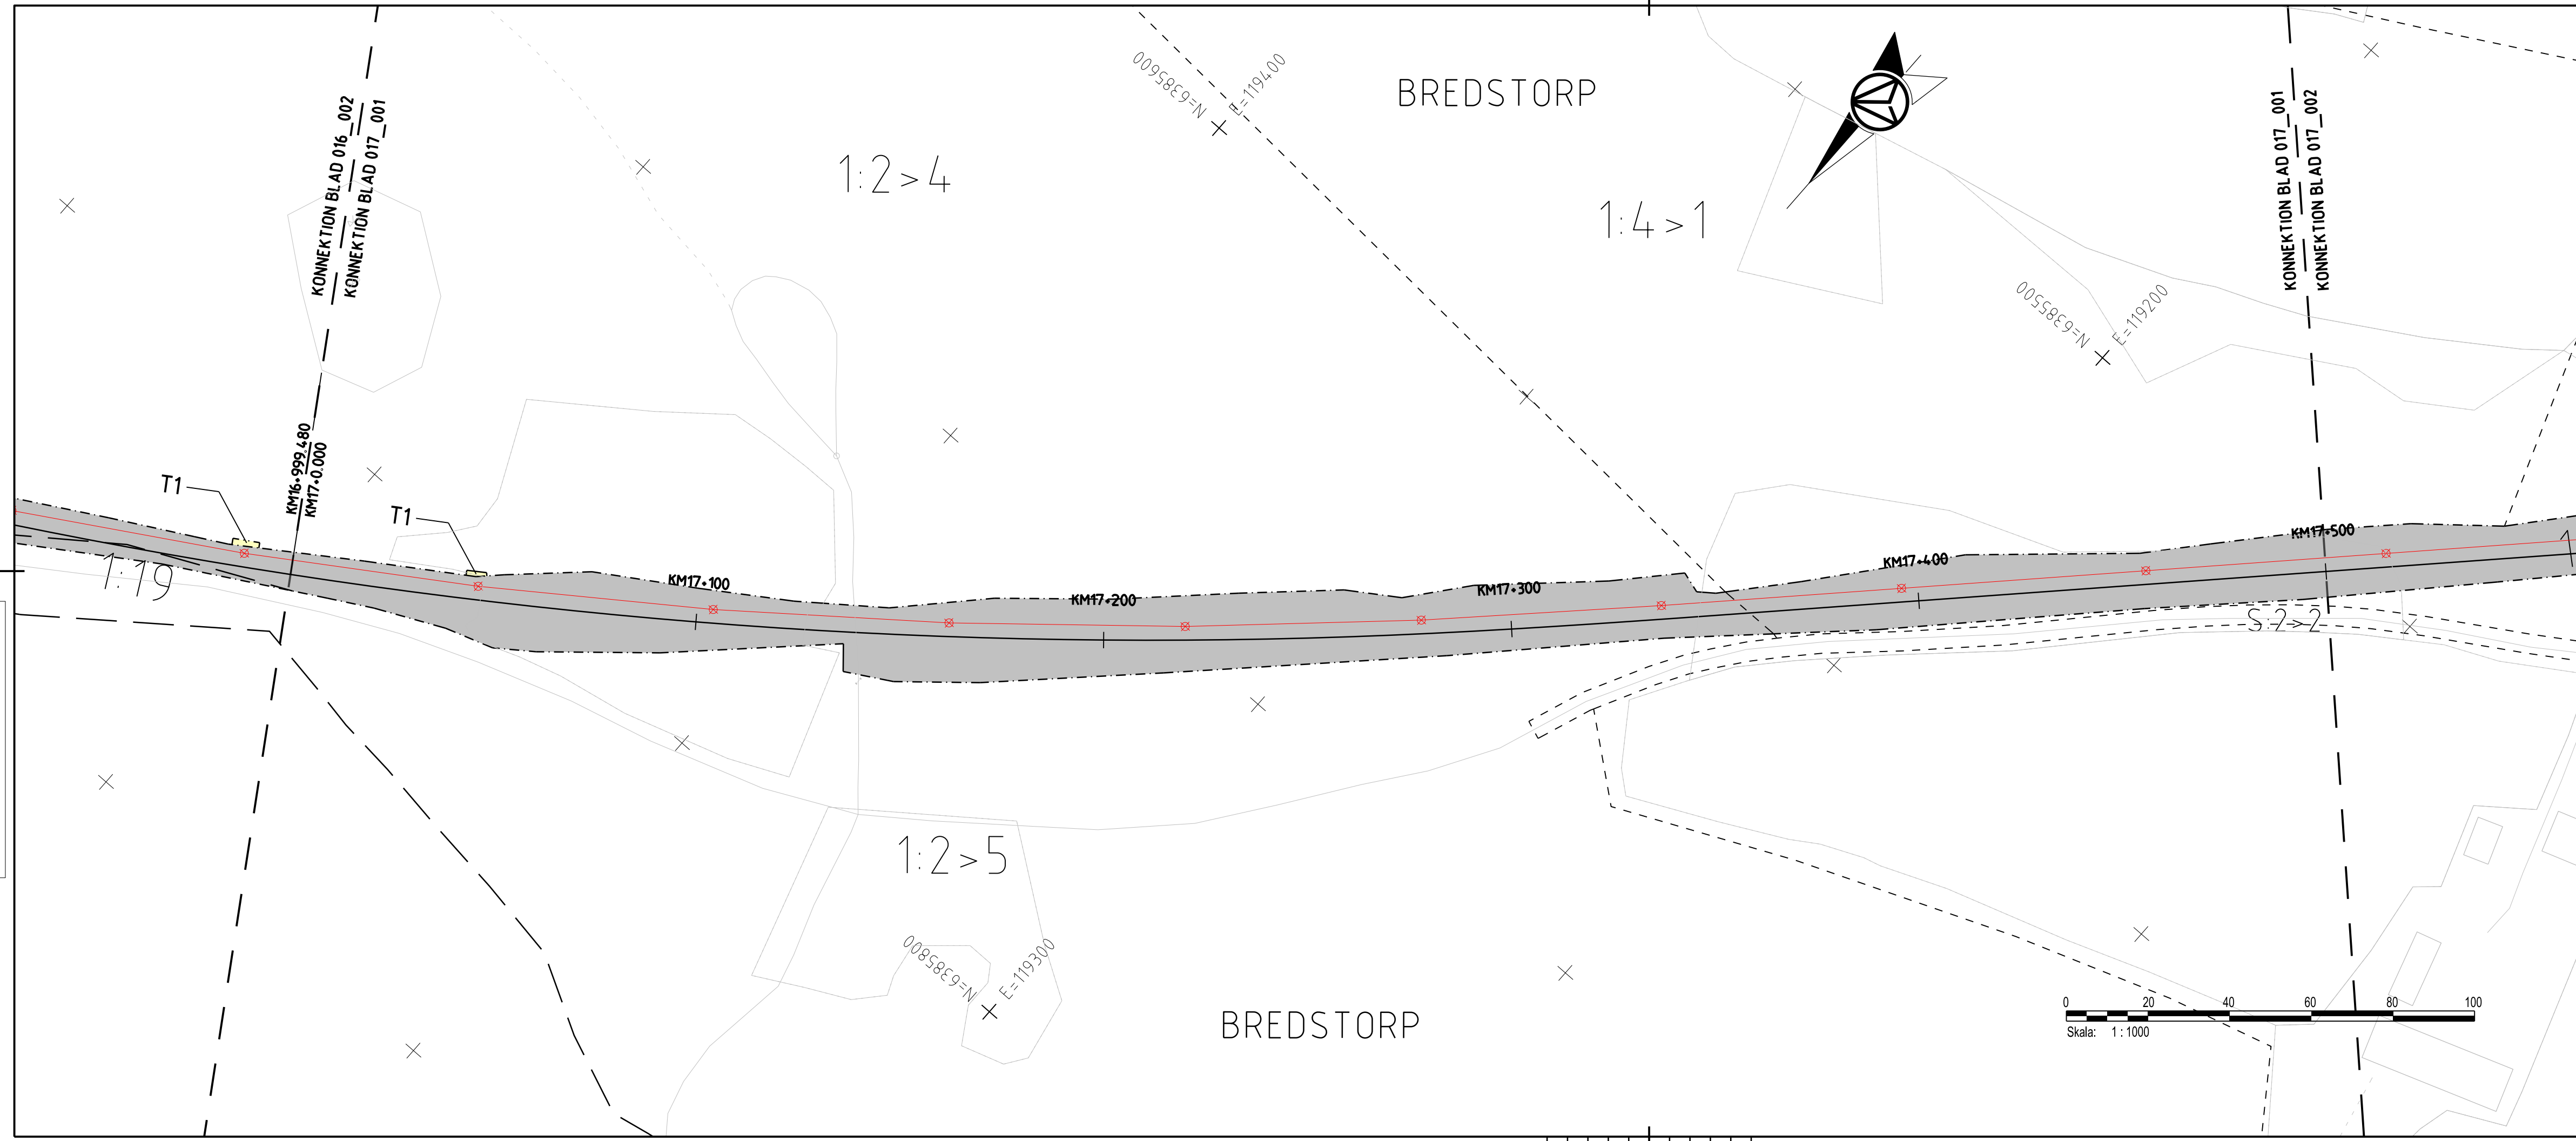 KONNEKTION BLAD 016_002
KONNEKTION BLAD 017_001
N=6385600
E=119400
BREDSTORP
1:2>4
1:4>1
KONNEKTION BLAD 017_001
KONNEKTION BLAD 017_002
N=6385500
E=119200
KM16+999.480
KM17+0.000
T1
T1
1:19
KM17+100
KM17+200
KM17+300
KM17+400
KM17+500
1
S:2>2
1:2>5
N=6385800
E=119300
BREDSTORP
0 20 40 60 80 100
Skala: 1 : 1000